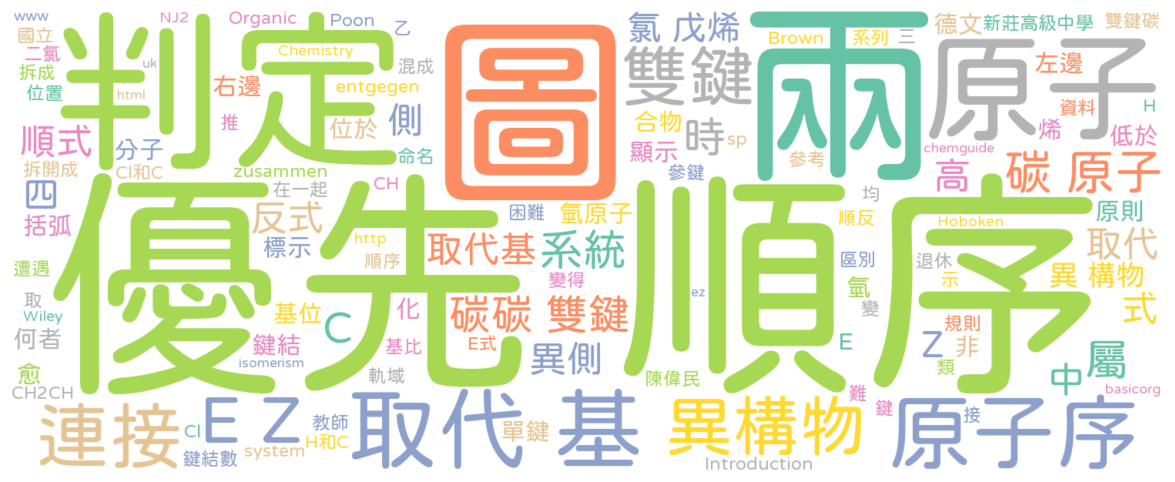 www
NJ2
Organic
Poon
乙
氯 戊烯
Brown
系列
三
德文
新莊高級中學
雙鍵碳
國立
二氯
uk
Chemistry
混成
判定
圖
雙鍵
兩
原子
左邊
拆成
位置
html
右邊
entgegen
側
合物
時
sp
資料
H
順式
推
位於
顯示
參考
chemguide
烯
低於
拆開成
分子
Cl和C
zusammen
命名
參鍵
高
碳 原子
四
在一起
CH
困難
氫原子
均
順反
Hoboken
原則
括弧
反式
標示
優先順序
取代基
系統
區別
退休
取代
遭遇
http
順序
變得
ez
氫
示
異 構物
取
Wiley
基位
C
化
碳碳 雙鍵
變
規則
式
何者
鍵結
isomerism
基比
E式
異側
E
Z
非
愈
CH2CH
軌域
陳偉民
類
中
屬
難
鍵
basicorg
連接
Cl
E Z
教師
H和C
取代 基
單鍵
異構物
原子序
接
鍵結數
system
Introduction